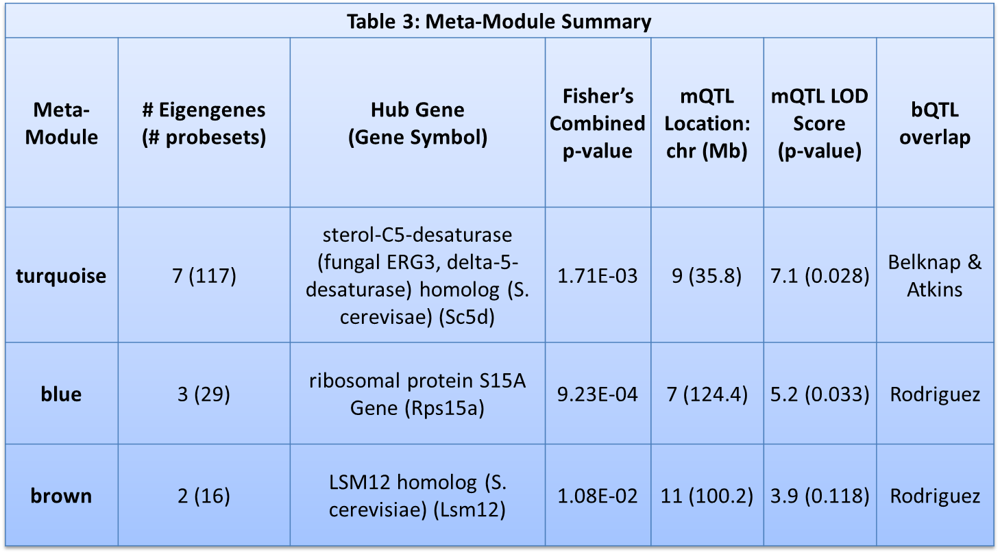 Table 3: Meta-Module Summary
Meta-
Module
# Eigengenes
(# probesets)
Hub Gene
(Gene Symbol)
Fisher’s
Combined
p-value
mQTL
Location:
chr (Mb)
mQTL LOD
Score
(p-value)
bQTL
overlap
turquoise
7 (117)
sterol-C5-desaturase
(fungal ERG3, delta-5-
desaturase) homolog (S.
cerevisae) (Sc5d)
1.71E-03
9 (35.8)
7.1 (0.028)
Belknap &
Atkins
blue
3 (29)
ribosomal protein S15A
Gene (Rps15a)
9.23E-04
7 (124.4)
5.2 (0.033)
Rodriguez
brown
2 (16)
LSM12 homolog (S.
cerevisiae) (Lsm12)
1.08E-02
11 (100.2)
3.9 (0.118)
Rodriguez